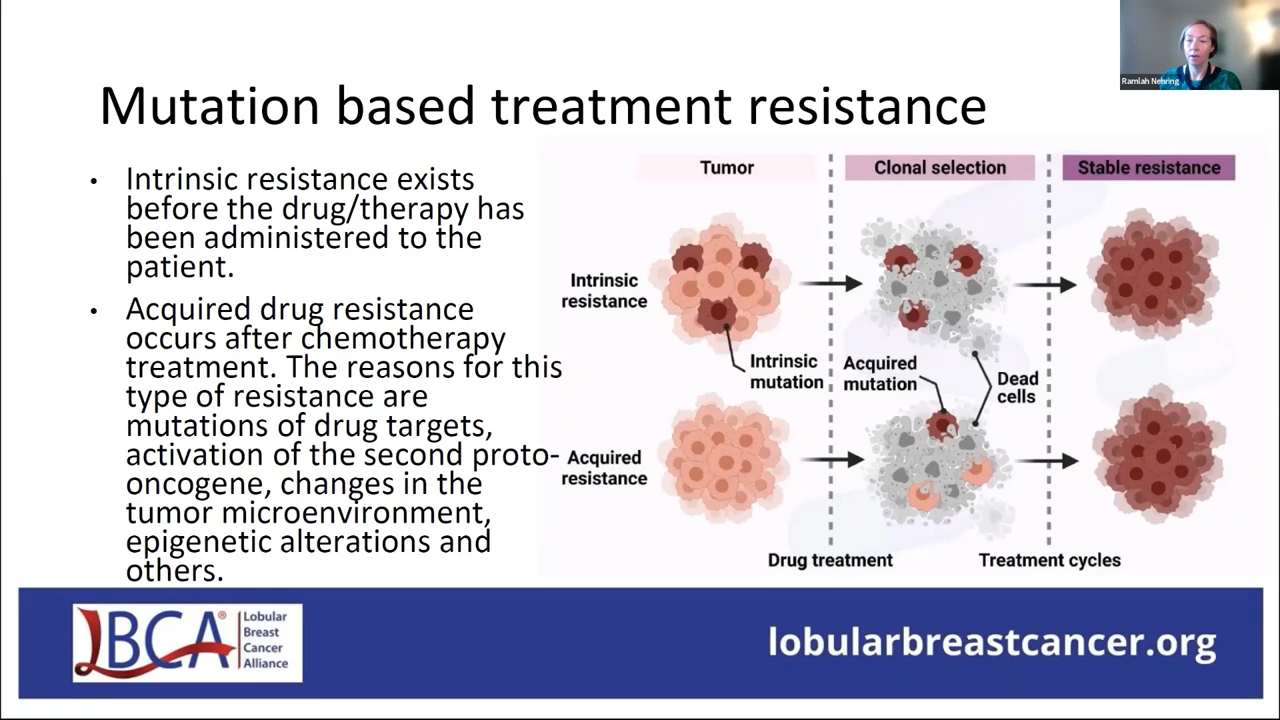 Ramlah Nehring
Mutation based treatment resistance
• Intrinsic resistance exists
before the drug/therapy has
been administered to the
patient.
• Acquired drug resistance
occurs after chemotherapy
treatment. The reasons for this
type of resistance are
mutations of drug targets,
activation of the second proto-
oncogene, changes in the
tumor microenvironment,
epigenetic alterations and
others.
Tumor
Clonal selection
Stable resistance
Intrinsic
resistance
Intrinsic
mutation
Acquired
mutation
Dead
cells
Acquired
resistance
Drug treatment
Treatment cycles
LBCA®
Lobular
Breast
Cancer
Alliance
lobularbreastcancer.org